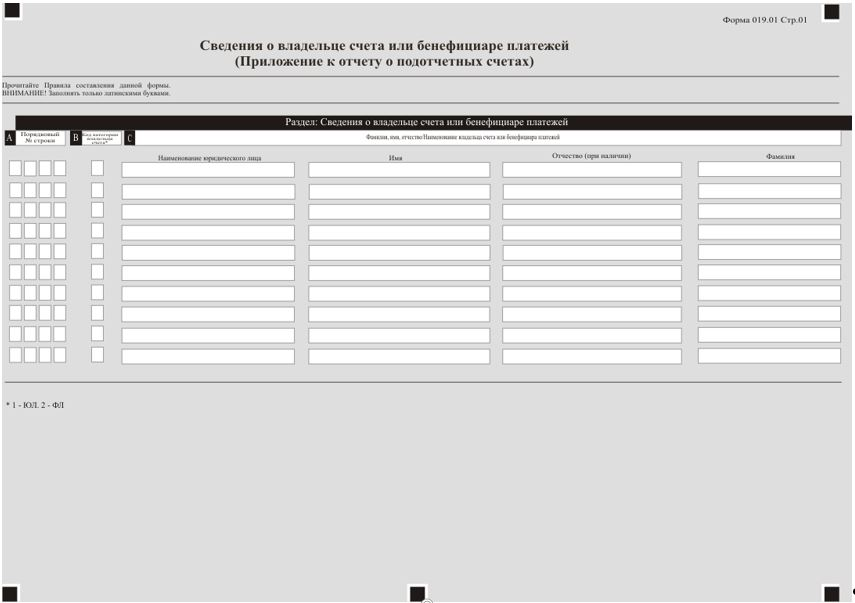 Форма 019.01 Стр.01
Сведения о владельце счета или бенефициаре платежей
(Приложение к отчету о подотчетных счетах)
Прочитайте Правила составления данной формы.
ВНИМАНИЕ! Заполнять только латинскими буквами.
Раздел: Сведения о владельце счета или бенефициаре платежей
A Порядковый № строки
B Код категории владельца счета*
C Фамилия, имя, отчество/Наименование владельца счета или бенефициара платежей
Наименование юридического лица Имя Отчество (при наличии) Фамилия
* 1 - ЮЛ. 2 - ФЛ